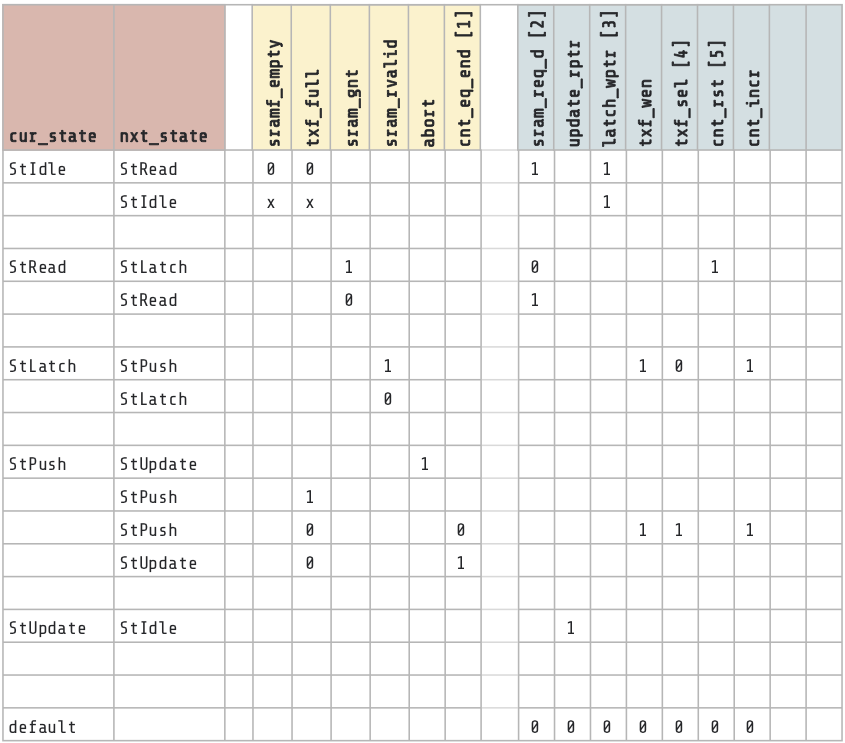 cur_state nxt_state sramf_empty txf_full sram_gnt sram_rvalid abort cnt_eq_end [1] sram_req_d [2] update_rptr latch_wptr [3] txf_wen txf_sel [4] cnt_rst [5] cnt_incr
StIdle StRead 0 0 1 1
StIdle x x 1
StRead StLatch 1 0 1
StRead 0 1
StLatch StPush 1 1 0 1
StLatch 0
StPush StUpdate 1
StPush 1
StPush 0 0 1 1 1
StUpdate 0 1
StUpdate StIdle 1
default 0 0 0 0 0 0 0